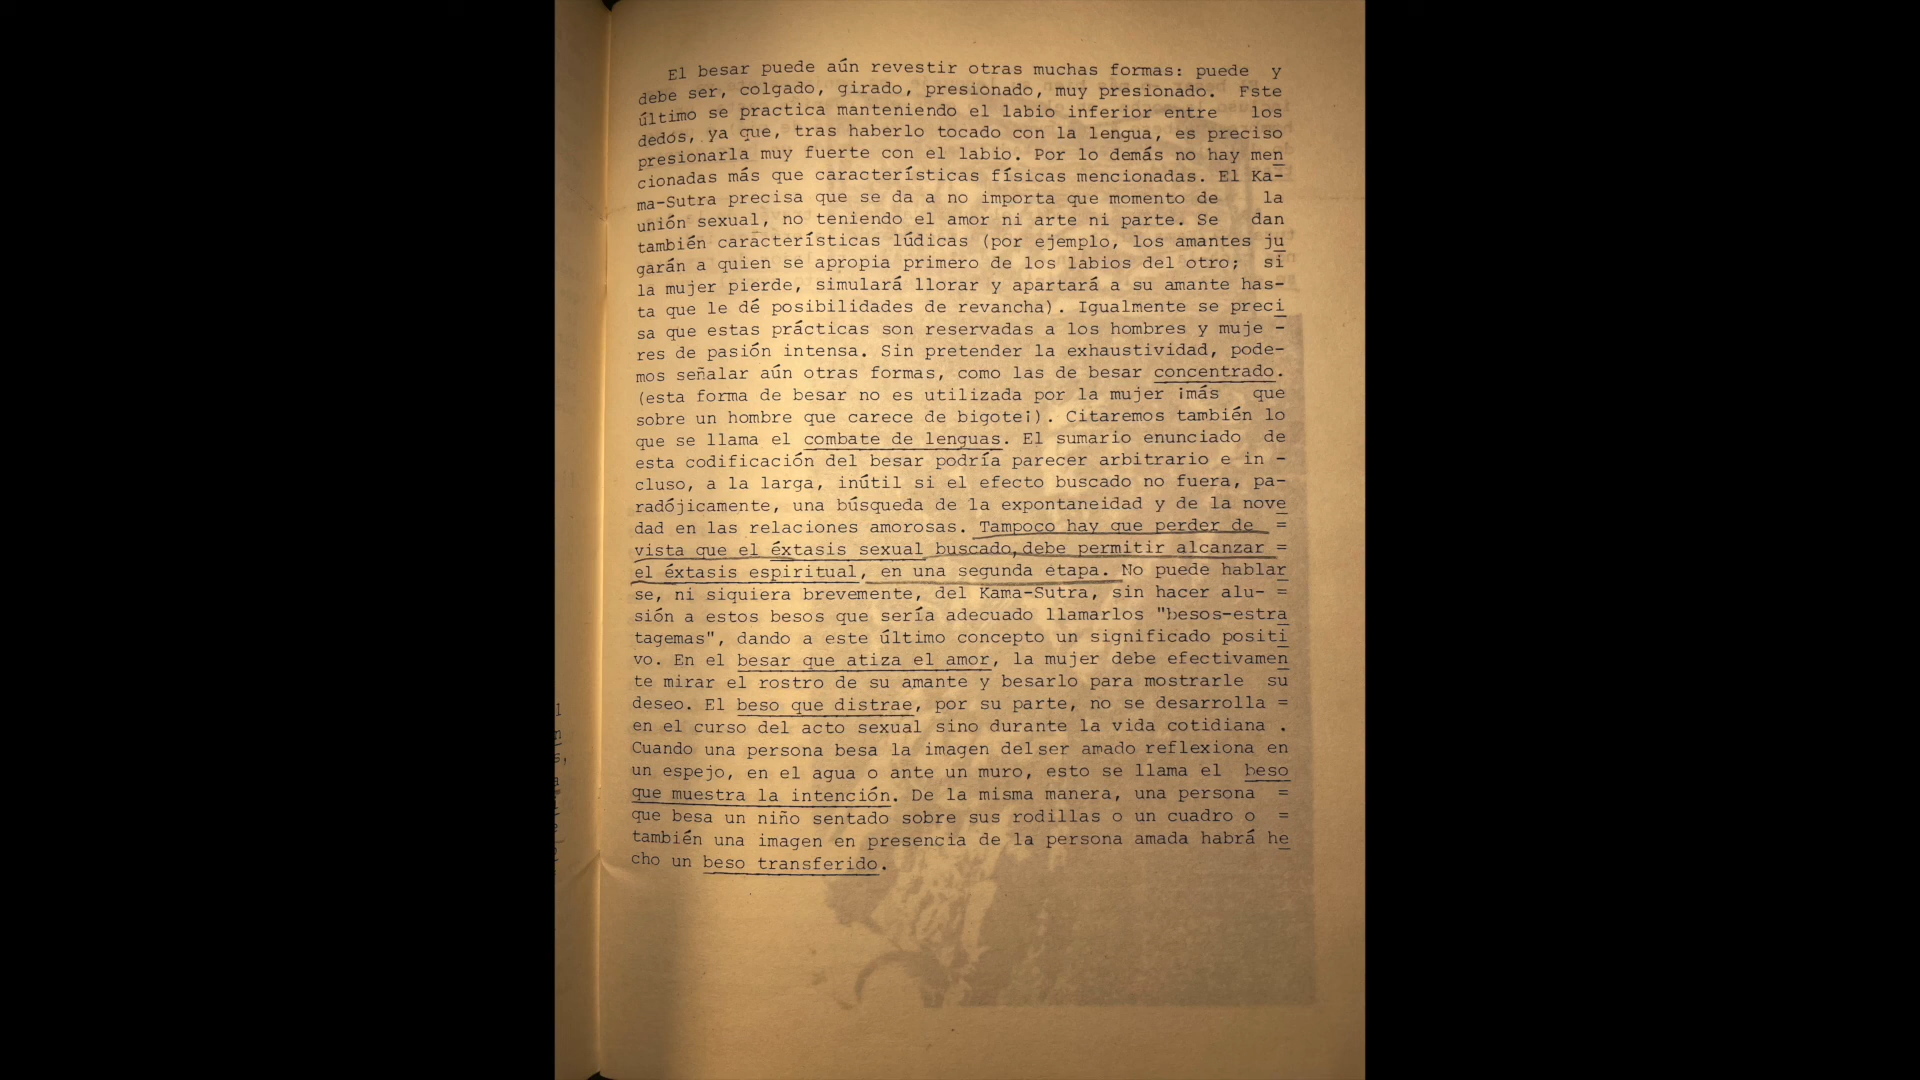 El besar puede aún revestir otras muchas formas: puede y
debe ser, colgado, girado, presionado, muy presionado. Este
último se practica manteniendo el labio inferior entre los
dedos, ya que, tras haberlo tocado con la lengua, es preciso
presionarla muy fuerte con el labio. Por lo demás no hay men
cionadas más que características físicas mencionadas. El Ka-
ma-Sutra precisa que se da a no importa que momento de la
unión sexual, no teniendo el amor ni arte ni parte. Se dan
también características lúdicas (por ejemplo, los amantes ju
garán a quien se apropia primero de los labios del otro; si
la mujer pierde, simulará llorar y apartará a su amante has-
ta que le dé posibilidades de revancha). Igualmente se preci
sa que estas prácticas son reservadas a los hombres y muje -
res de pasión intensa. Sin pretender la exhaustividad, pode-
mos señalar aún otras formas, como las de besar concentrado.
(esta forma de besar no es utilizada por la mujer ¡más que
sobre un hombre que carece de bigote¡). Citaremos también lo
que se llama el combate de lenguas. El sumario enunciado de
esta codificación del besar podría parecer arbitrario e in -
cluso, a la larga, inútil si el efecto buscado no fuera, pa-
radójicamente, una búsqueda de la expontaneidad y de la nove
dad en las relaciones amorosas. Tampoco hay que perder de =
vista que el éxtasis sexual buscado, debe permitir alcanzar =
el éxtasis espiritual, en una segunda etapa. No puede hablar
se, ni siquiera brevemente, del Kama-Sutra, sin hacer alu- =
sión a estos besos que sería adecuado llamarlos "besos-estra
tagemas", dando a este último concepto un significado positi
vo. En el besar que atiza el amor, la mujer debe efectivamen
te mirar el rostro de su amante y besarlo para mostrarle su
deseo. El beso que distrae, por su parte, no se desarrolla =
en el curso del acto sexual sino durante la vida cotidiana .
Cuando una persona besa la imagen del ser amado reflexiona en
un espejo, en el agua o ante un muro, esto se llama el beso
que muestra la intención. De la misma manera, una persona =
que besa un niño sentado sobre sus rodillas o un cuadro o =
también una imagen en presencia de la persona amada habrá he
cho un beso transferido.